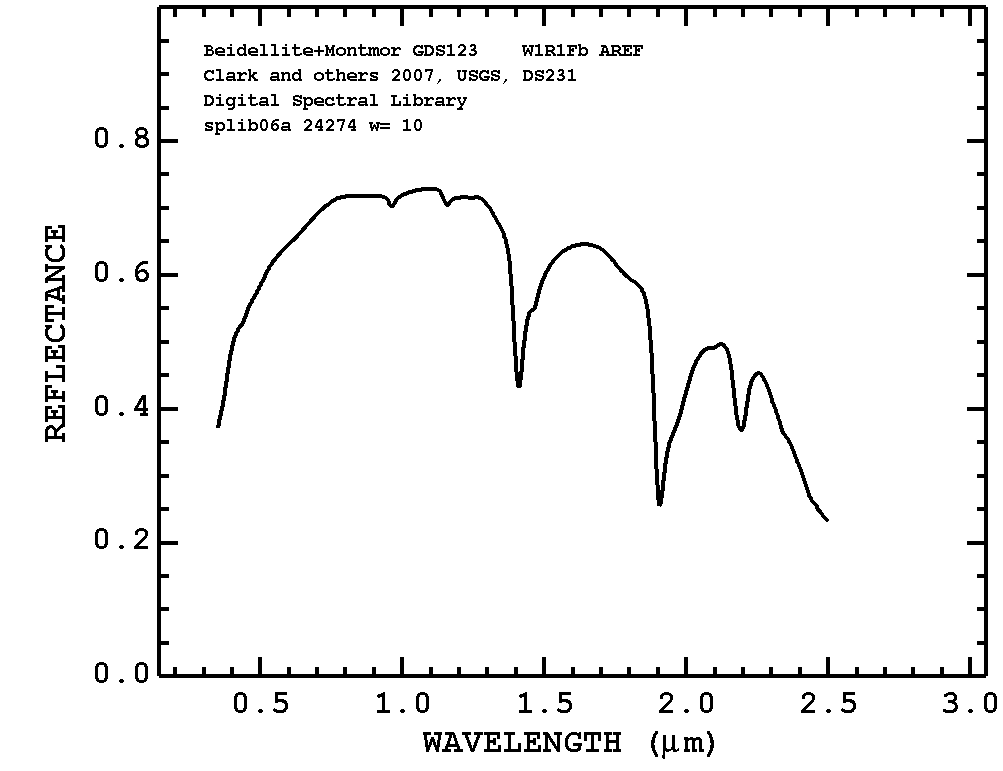 Beidellite+Montmor GDS123 W1R1Fb AREF
Clark and others 2007, USGS, DS231
Digital Spectral Library
splib06a 24274 w= 10
REFLECTANCE
0.8
0.6
0.4
0.2
0.0
0.5 1.0 1.5 2.0 2.5 3.0
WAVELENGTH (μm)